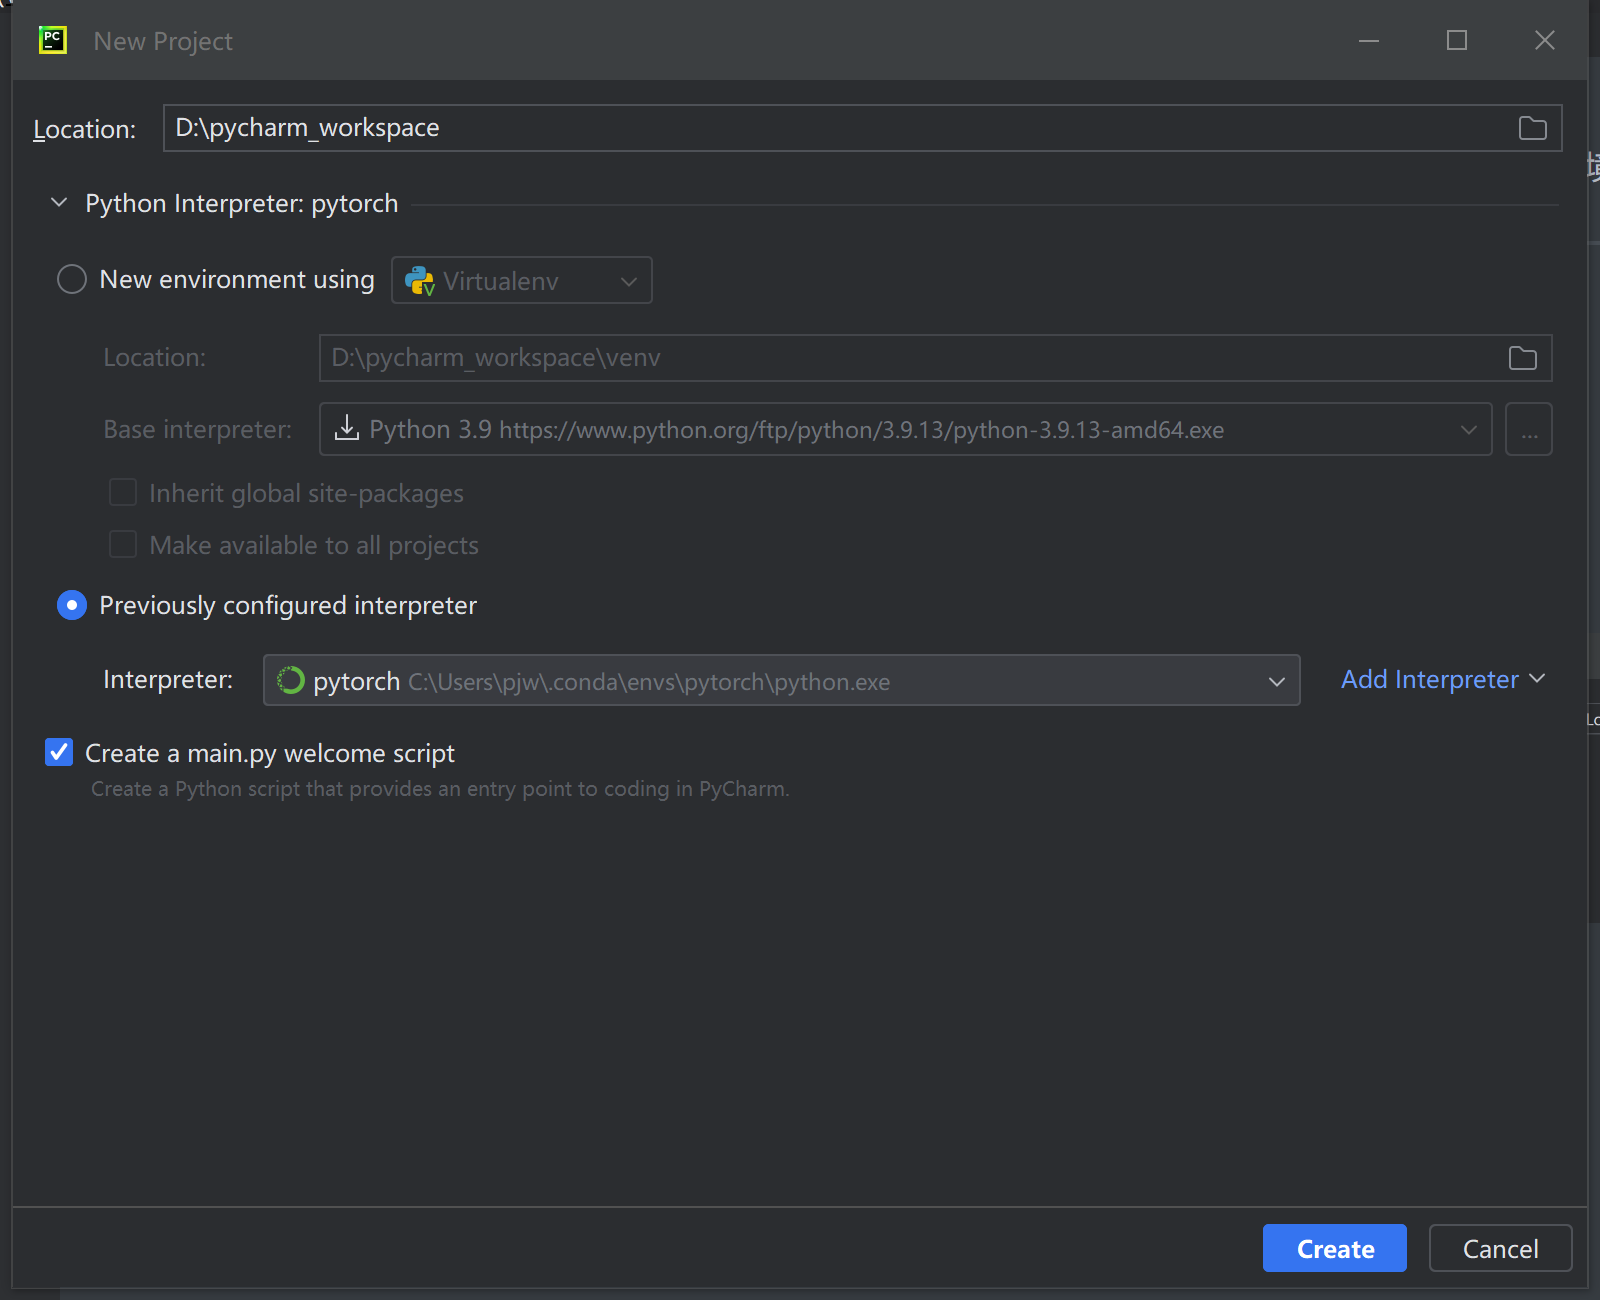 PC
New Project
Location: D:\pycharm_workspace
Python Interpreter: pytorch
New environment using Virtualenv
Location: D:\pycharm_workspace\venv
Base interpreter: Python 3.9 https://www.python.org/ftp/python/3.9.13/python-3.9.13-amd64.exe ...
Inherit global site-packages
Make available to all projects
Previously configured interpreter
Interpreter: pytorch C:\Users\pjw\.conda\envs\pytorch\python.exe Add Interpreter
Create a main.py welcome script
Create a Python script that provides an entry point to coding in PyCharm.
Create Cancel